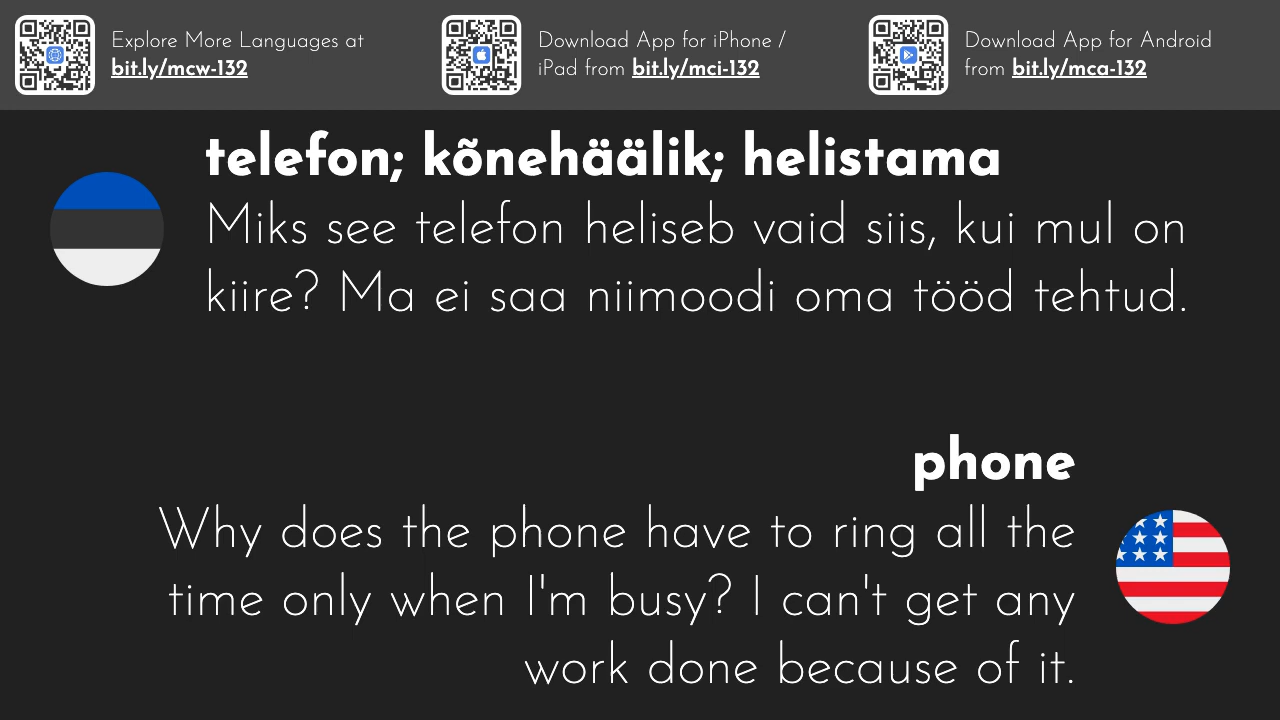 Explore More Languages at
bit.ly/mcw-132
Download App for iPhone /
iPad from bit.ly/mci-132
Download App for Android
from bit.ly/mca-132
telefon; kõnehäälik; helistama
Miks see telefon heliseb vaid siis, kui mul on
kiire? Ma ei saa niimoodi oma tööd tehtud.
phone
Why does the phone have to ring all the
time only when I'm busy? I can't get any
work done because of it.